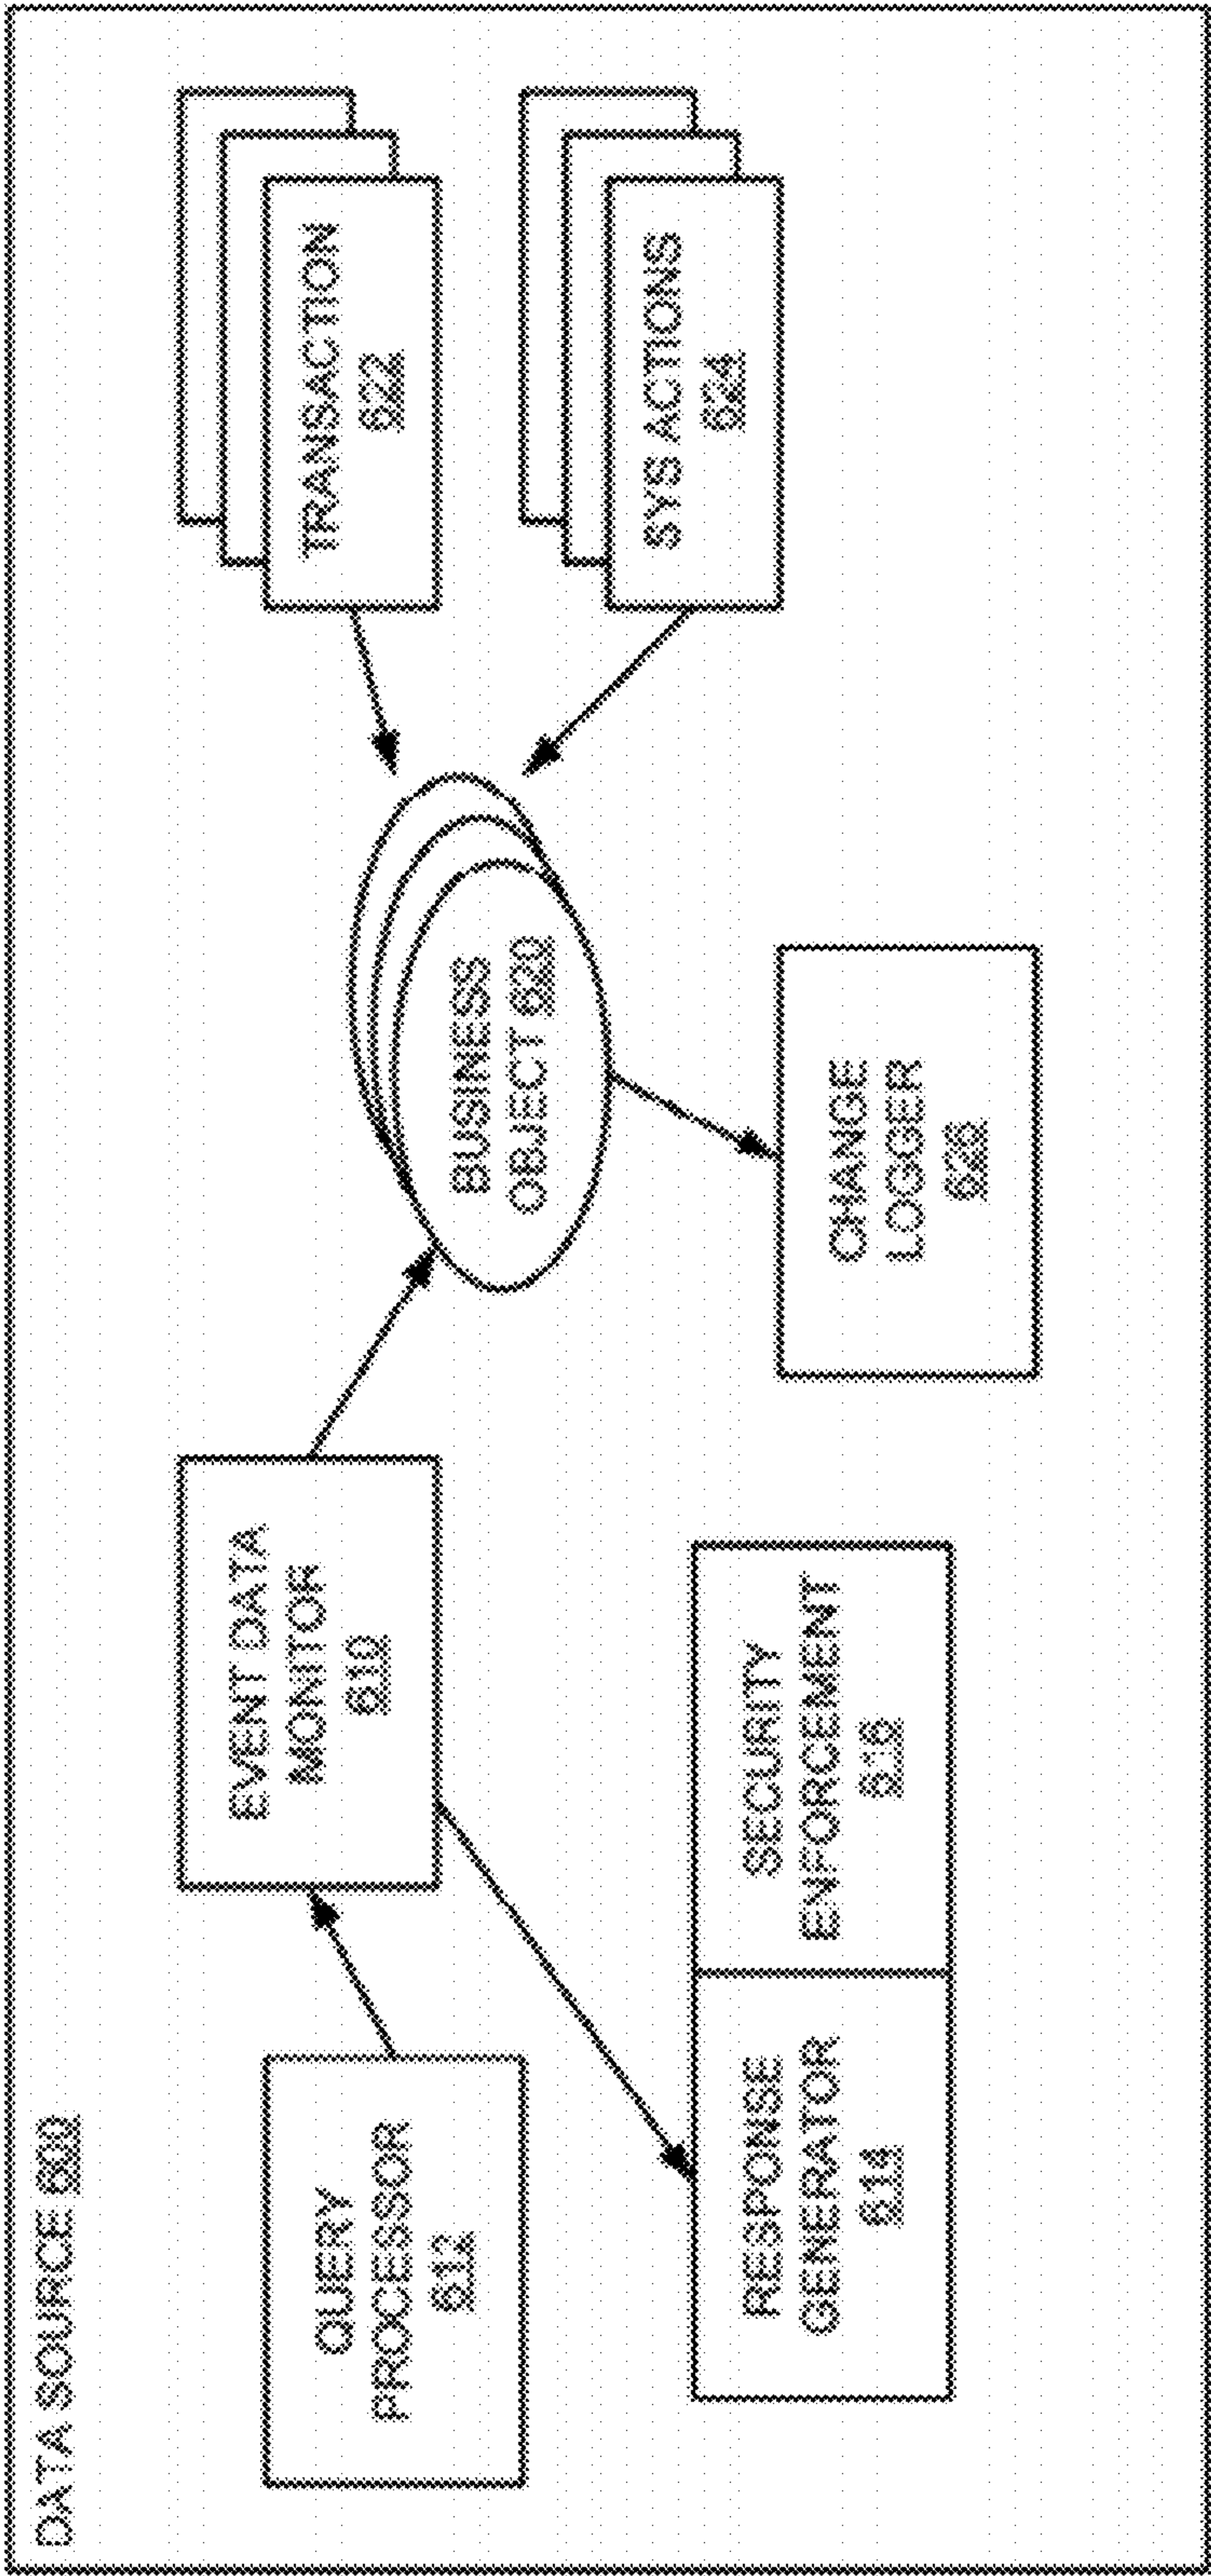 DATA SOURCE 600
QUERY
PROCESSOR
612
EVENT DATA
MONITOR
610
RESPONSE
GENERATOR
614
SECURITY
ENFORCEMENT
616
BUSINESS
OBJECT 620
CHANGE
LOGGER
626
TRANSACTION
622
SYS ACTIONS
624